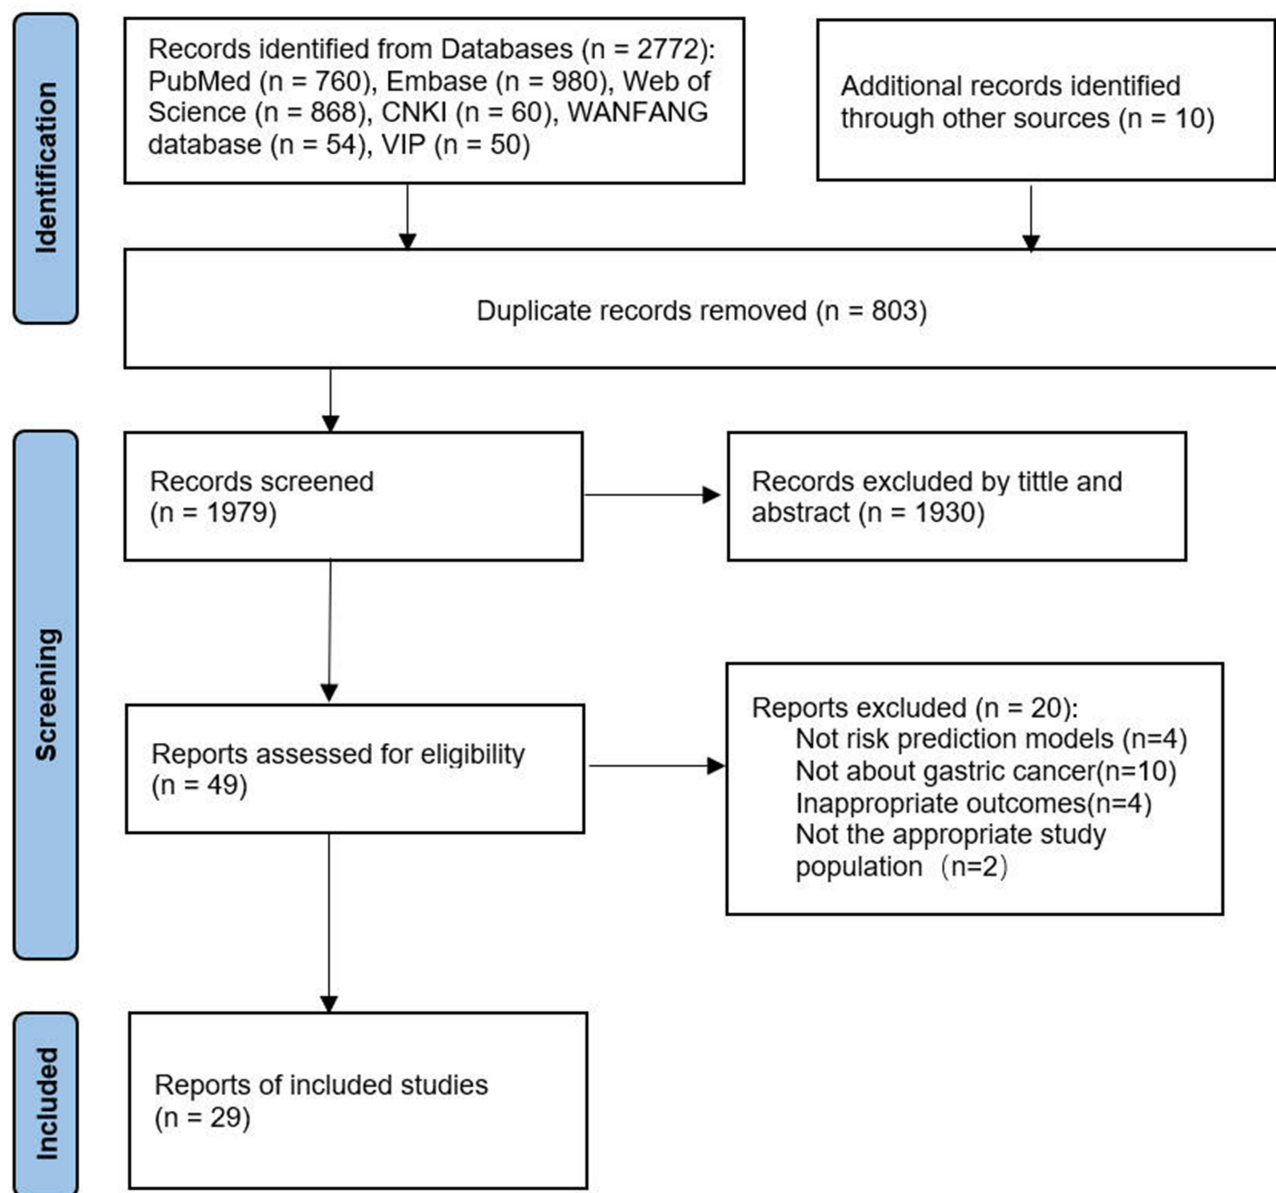 Identification
Records identified from Databases (n = 2772):
PubMed (n = 760), Embase (n = 980), Web of
Science (n = 868), CNKI (n = 60), WANFANG
database (n = 54), VIP (n = 50)
Additional records identified
through other sources (n = 10)
Duplicate records removed (n = 803)
Screening
Records screened
(n = 1979)
Records excluded by tittle and
abstract (n = 1930)
Reports assessed for eligibility
(n = 49)
Reports excluded (n = 20):
Not risk prediction models (n=4)
Not about gastric cancer(n=10)
Inappropriate outcomes(n=4)
Not the appropriate study
population（n=2）
Included
Reports of included studies
(n = 29)